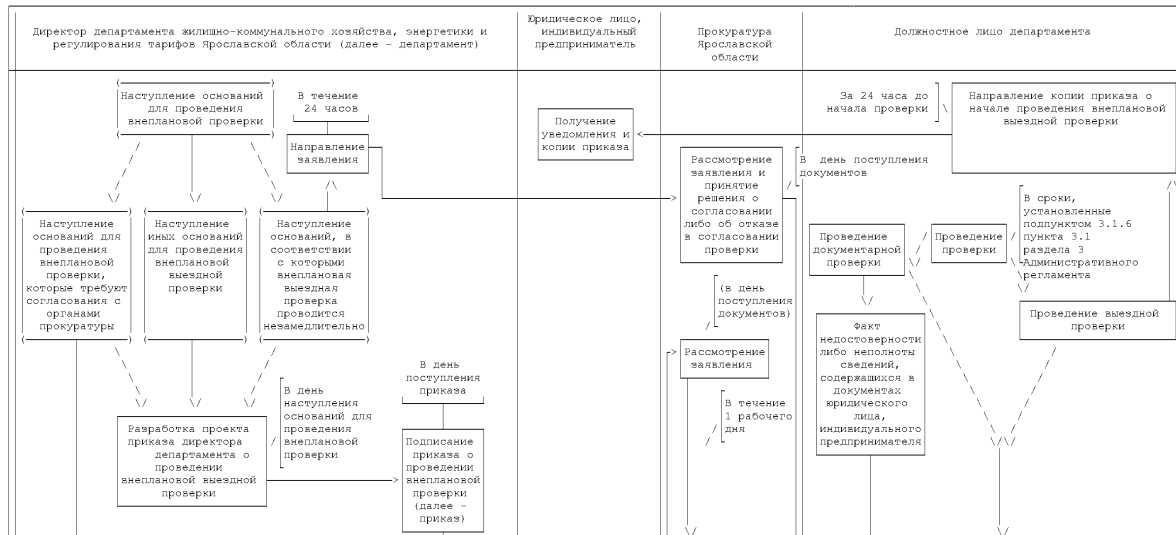 Директор департамента жилищно-коммунального хозяйства, энергетики и
регулирования тарифов Ярославской области (далее - департамент)
Юридическое лицо,
индивидуальный
предприниматель
Прокуратура
Ярославской
области
Должностное лицо департамента
Наступление оснований
для проведения
внеплановой проверки
В течение
24 часов
Направление
заявления
Получение
уведомления и
копии приказа
За 24 часа до
начала проверки
Направление копии приказа о
начале проведения внеплановой
выездной проверки
Рассмотрение
заявления и
принятие
решения о
согласовании
либо об отказе
в согласовании
проверки
В день поступления
документов
Наступление
оснований для
проведения
внеплановой
проверки,
которые требуют
согласования с
органами
прокуратуры
Наступление
иных оснований
для проведения
внеплановой
выездной
проверки
Наступление
оснований, в
соответствии
с которыми
внеплановая
выездная
проверка
проводится
незамедлительно
Проведение
документарной
проверки
Проведение
проверки
В сроки,
установленные
подпунктом 3.1.6
пункта 3.1
раздела 3
Административного
регламента
(в день
поступления
документов)
Проведение выездной
проверки
Факт
недостоверности
либо неполноты
сведений,
содержащихся в
документах
юридического
лица,
индивидуального
предпринимателя
Рассмотрение
заявления
В течение
1 рабочего
дня
В день
поступления
приказа
В день
наступления
оснований для
проведения
внеплановой
проверки
Разработка проекта
приказа директора
департамента о
проведении
внеплановой выездной
проверки
Подписание
приказа о
проведении
внеплановой
проверки
(далее -
приказ)